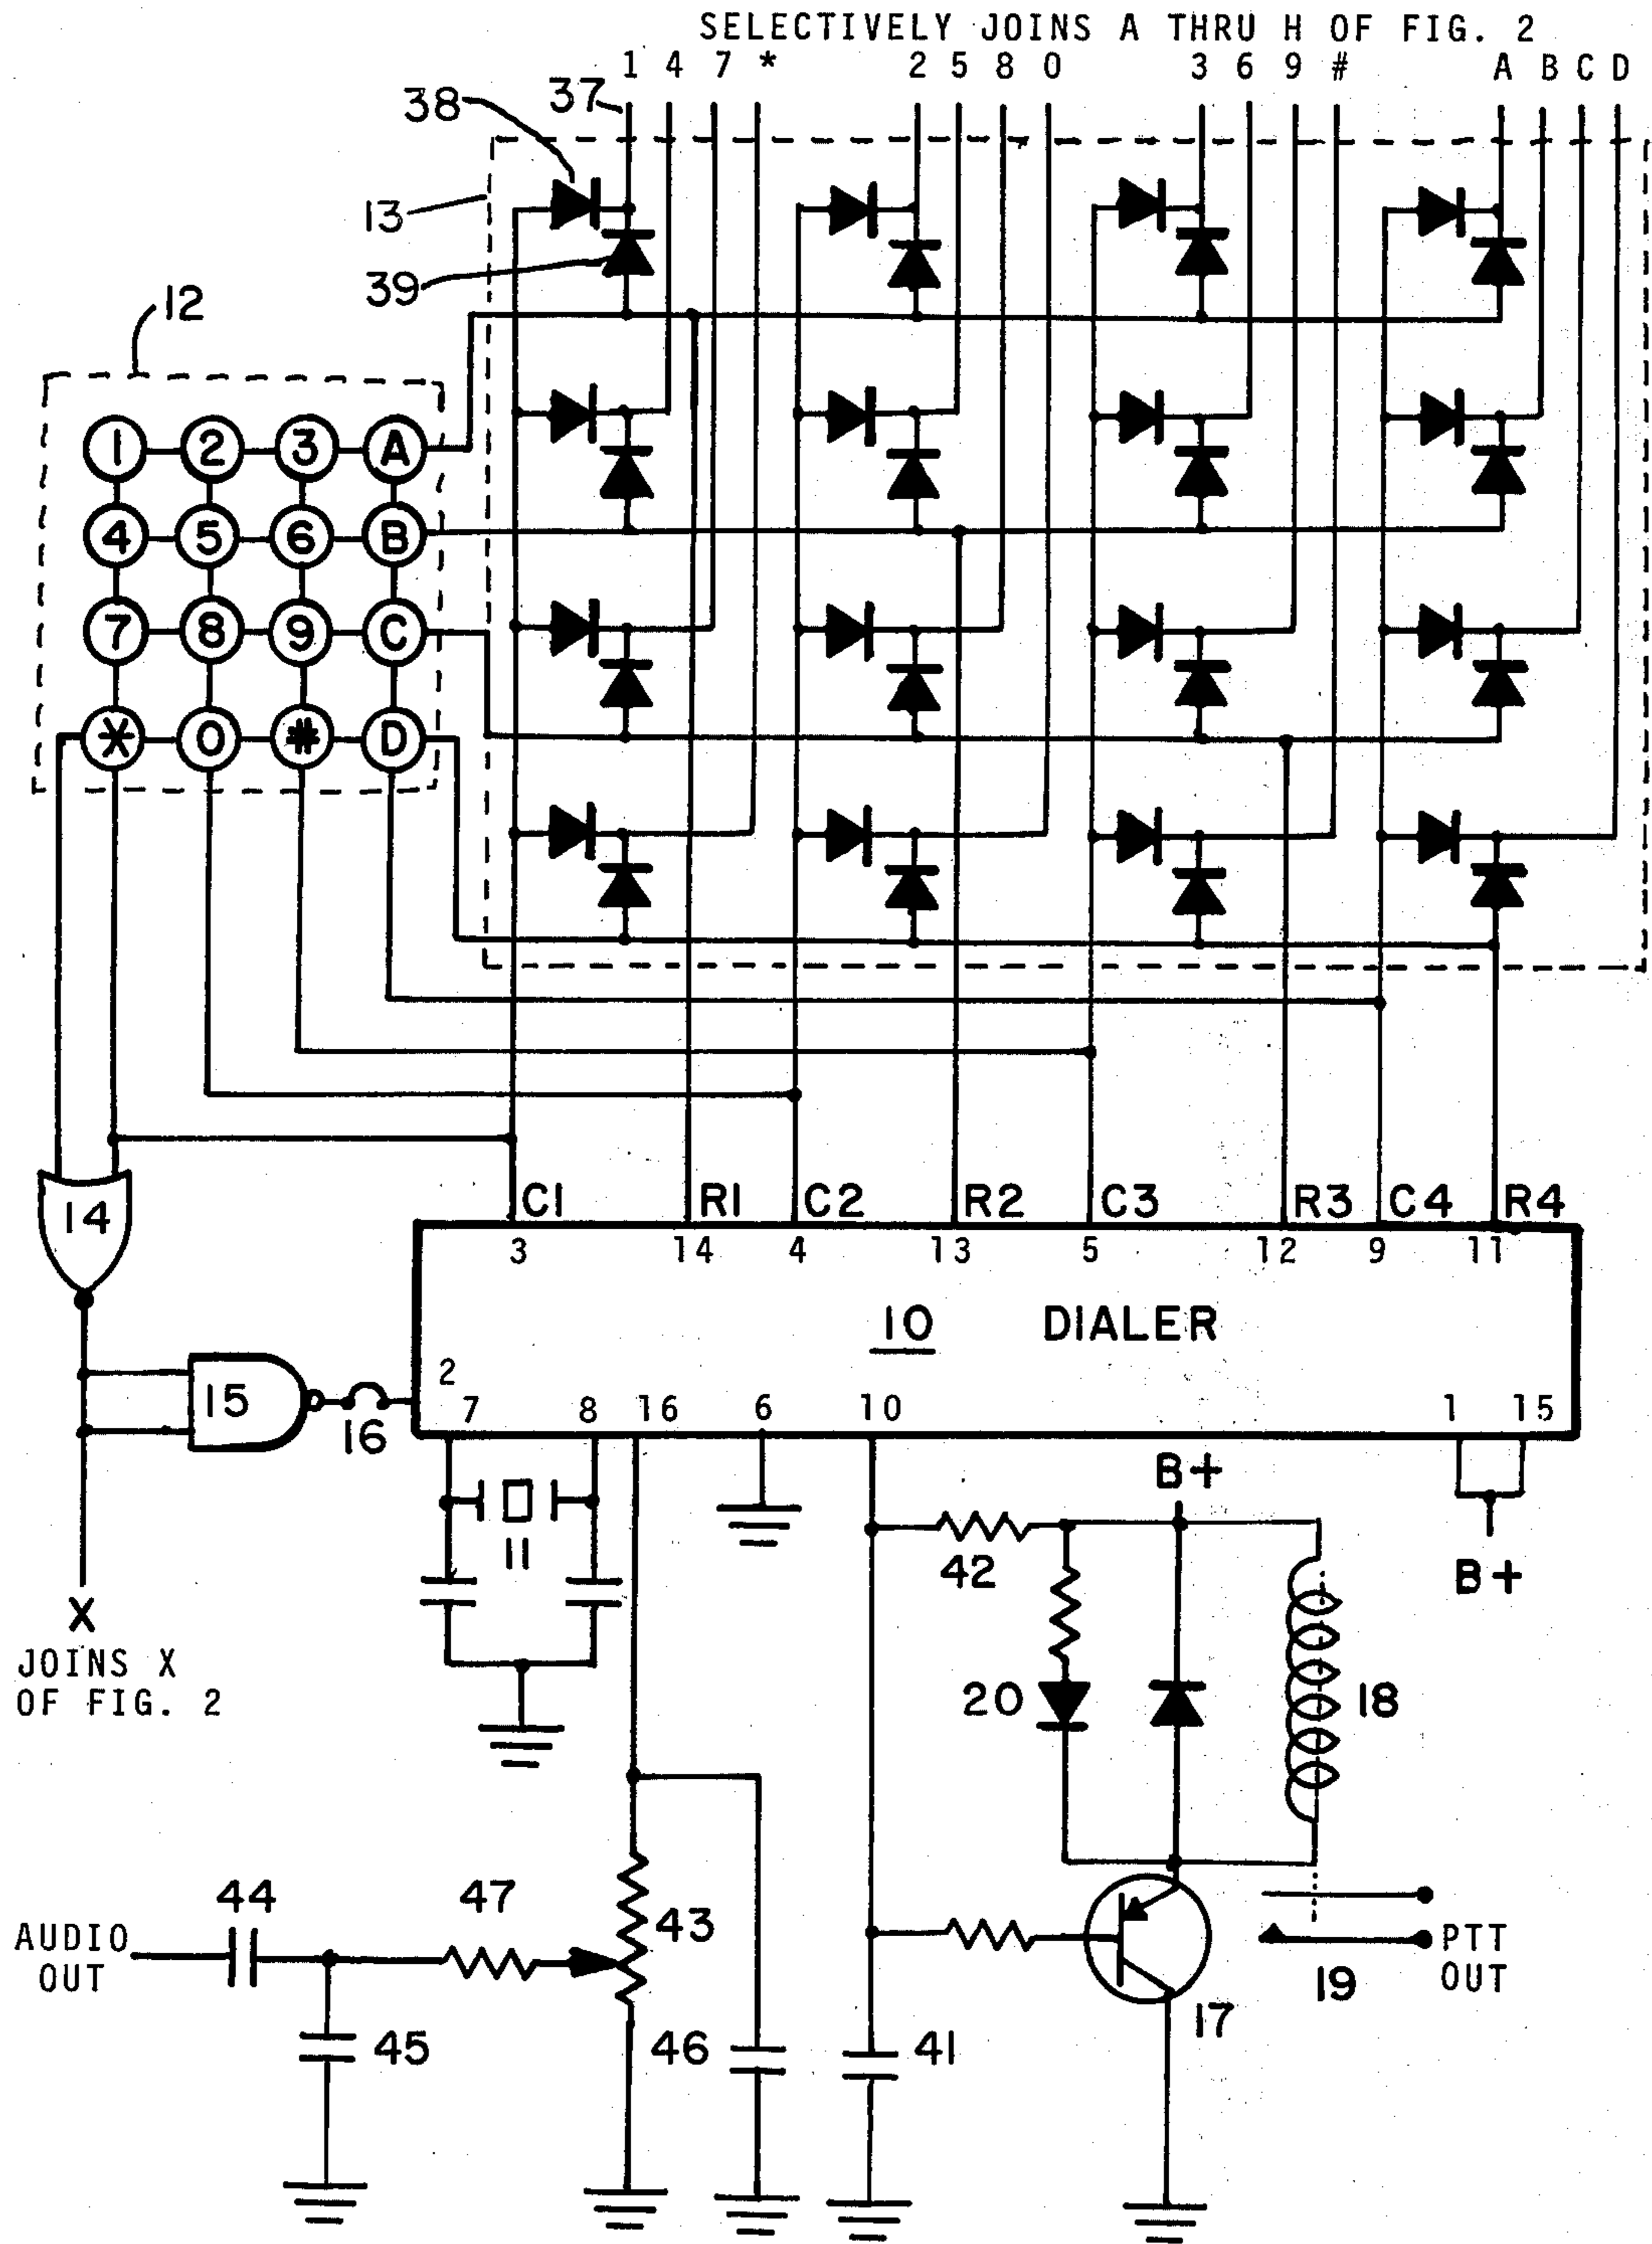 SELECTIVELY JOINS A THRU H OF FIG. 2
1 4 7 * 2 5 8 0 3 6 9 # A B C D
37
38
13
39
12
1 2 3 A
4 5 6 B
7 8 9 C
* 0 # D
14
C1 R1 C2 R2 C3 R3 C4 R4
3 14 4 13 5 12 9 11
10 DIALER
2
15
16
7 8 16 6 10 1 15
11
B+
42
B+
X
JOINS X
OF FIG. 2
20
18
44
47
43
AUDIO
OUT
PTT
OUT
19
17
45
46
41